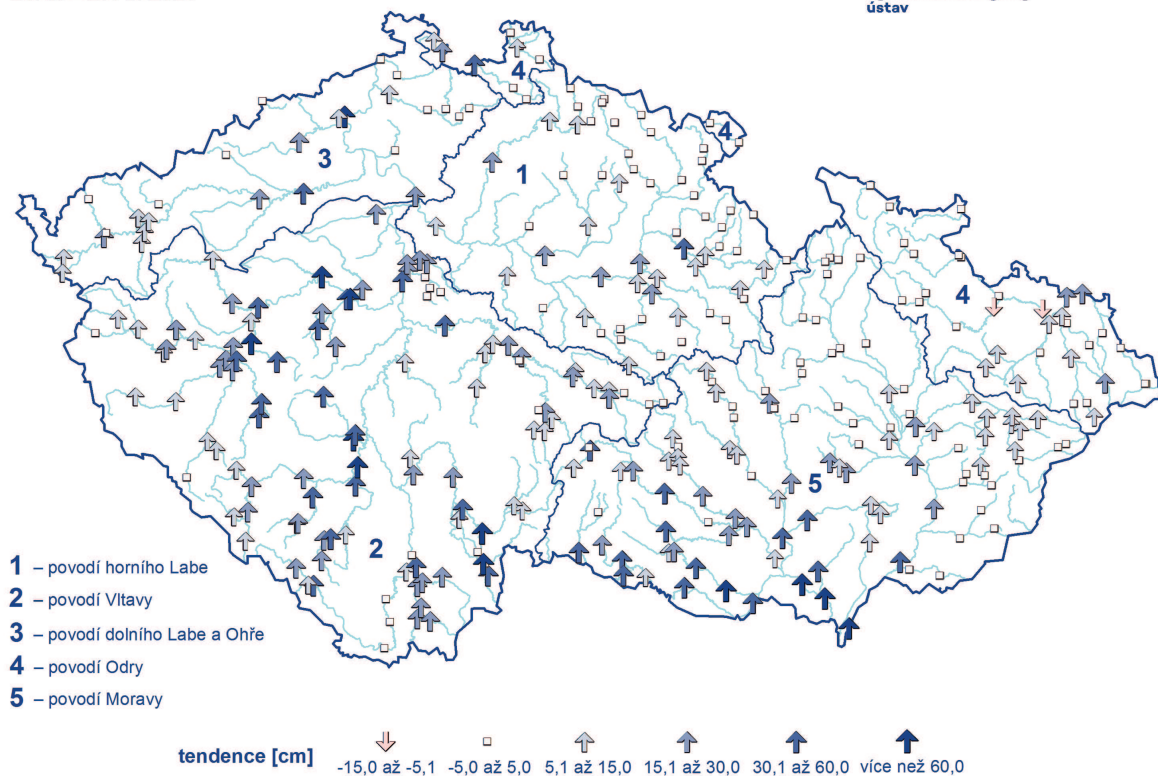 ústav
4
4
3
1
4
5
2
1 – povodí horního Labe
2 – povodí Vltavy
3 – povodí dolního Labe a Ohře
4 – povodí Odry
5 – povodí Moravy
tendence [cm]
-15,0 až -5,1 -5,0 až 5,0 5,1 až 15,0 15,1 až 30,0 30,1 až 60,0 více než 60,0